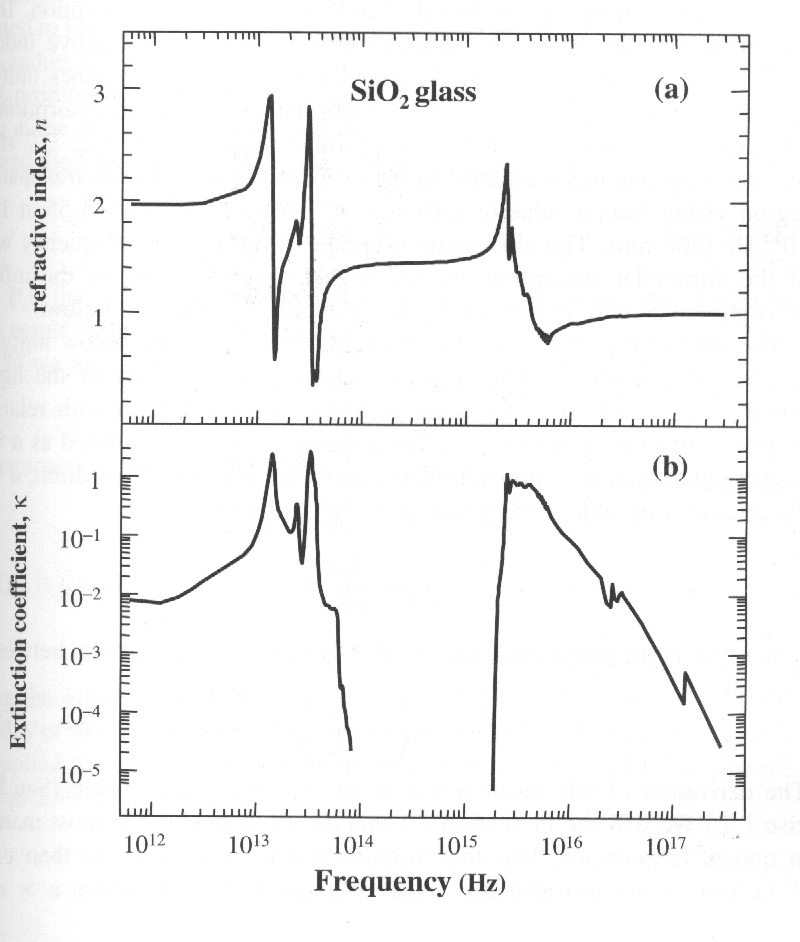 SiO₂ glass
(a)
refractive index, n
3
2
1
(b)
Extinction coefficient, κ
1
10⁻¹
10⁻²
10⁻³
10⁻⁴
10⁻⁵
10¹² 10¹³ 10¹⁴ 10¹⁵ 10¹⁶ 10¹⁷
Frequency (Hz)